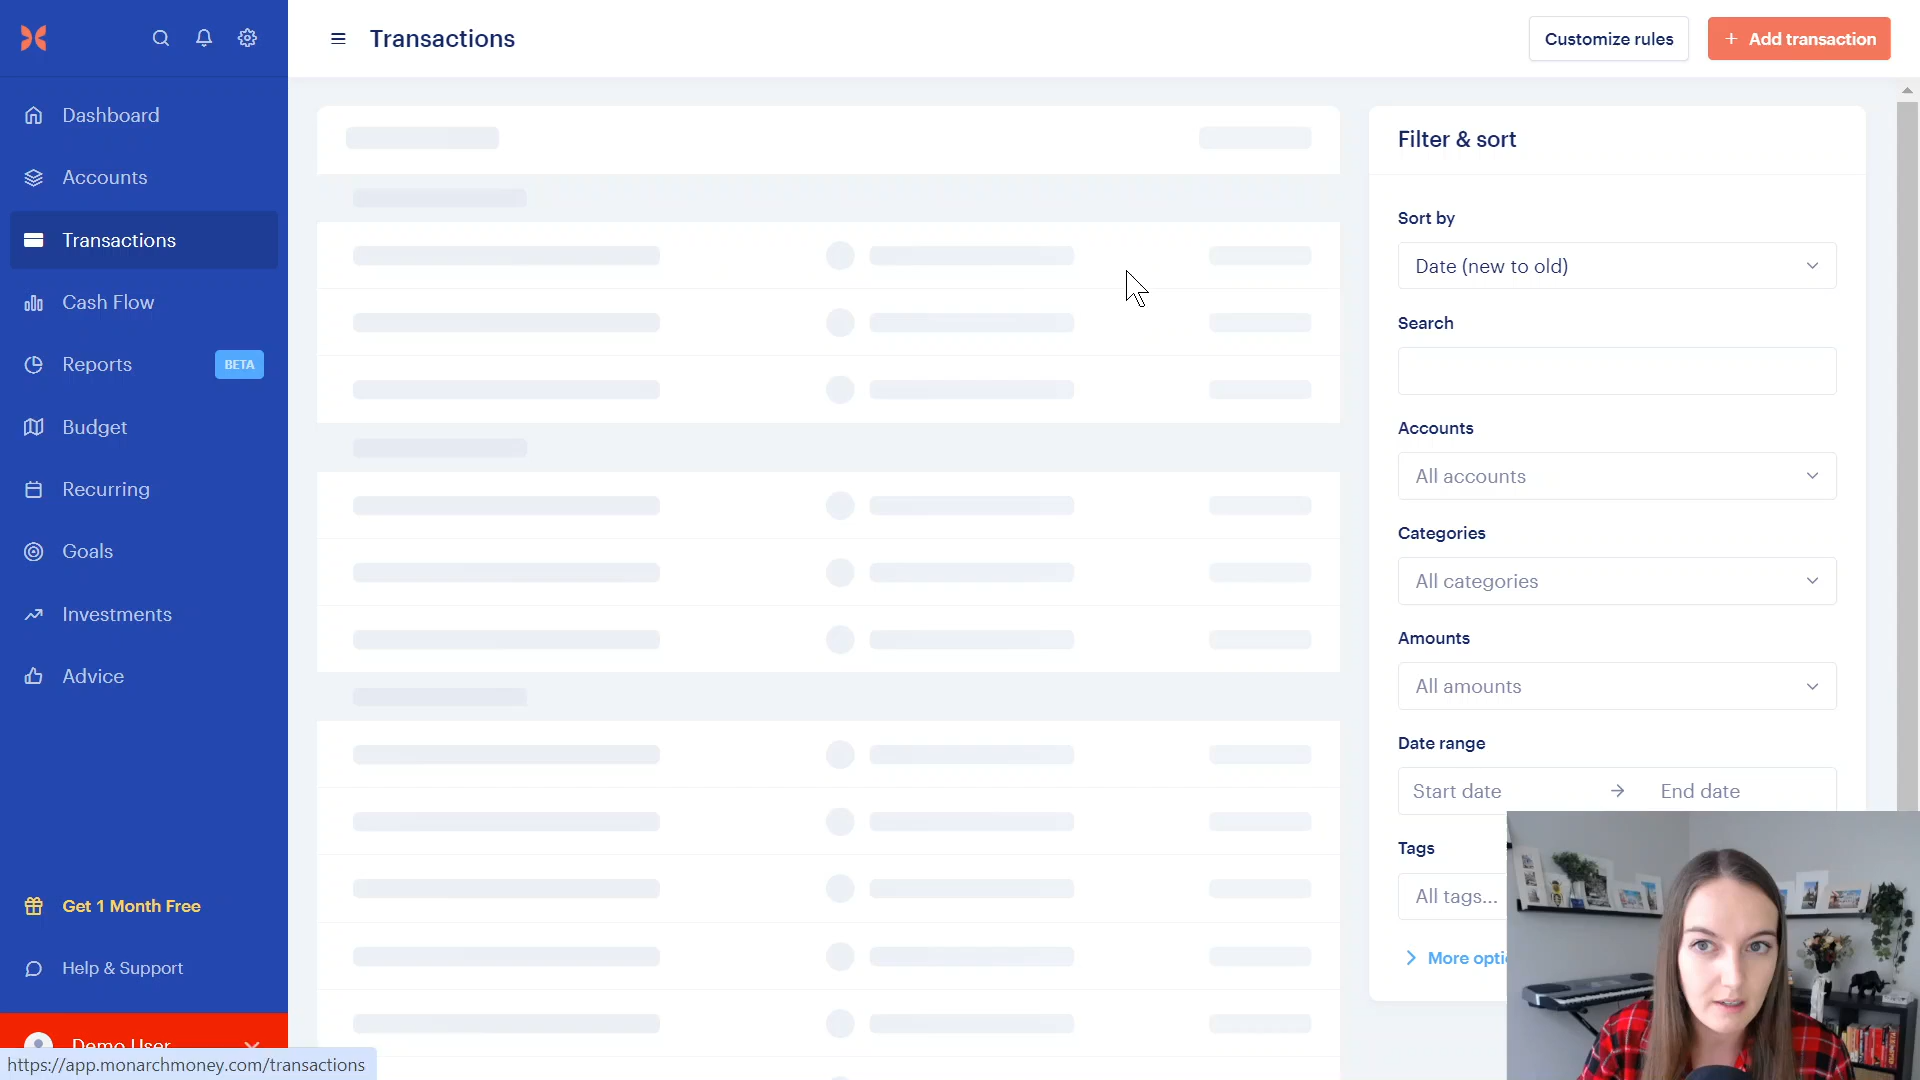 Transactions
Customize rules
+ Add transaction
Dashboard
Accounts
Transactions
Cash Flow
Reports
BETA
Budget
Recurring
Goals
Investments
Advice
Get 1 Month Free
Help & Support
Demo User
https://app.monarchmoney.com/transactions
Filter & sort
Sort by
Date (new to old)
Search
Accounts
All accounts
Categories
All categories
Amounts
All amounts
Date range
Start date → End date
Tags
All tags...
More optio